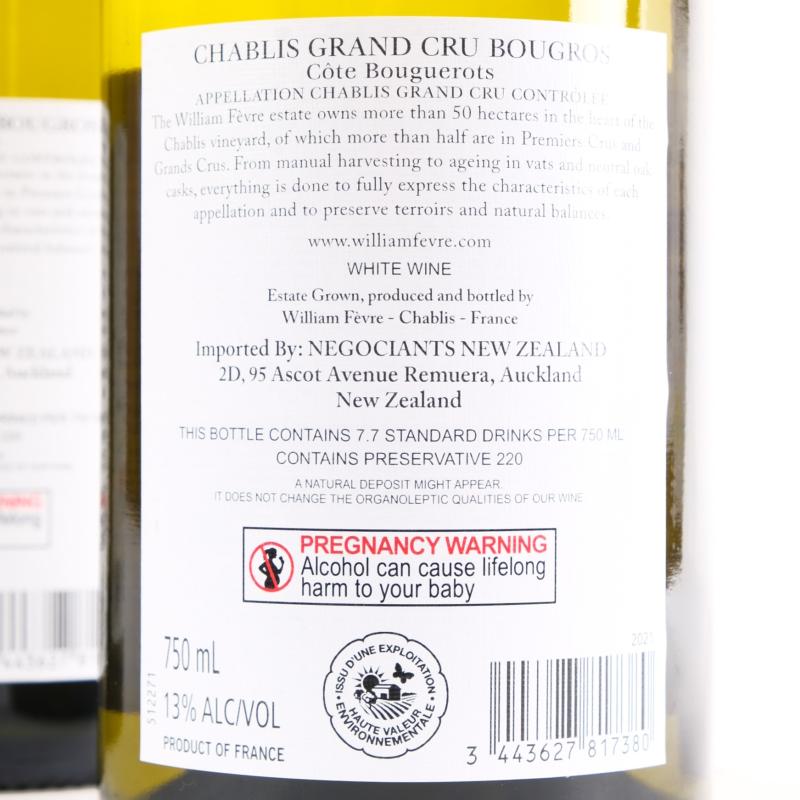 CHABLIS GRAND CRU BOUGROS
Côte Bouguerots
APPELLATION CHABLIS GRAND CRU CONTRÔLÉE
The William Fèvre estate owns more than 50 hectares in the heart of the
Chablis vineyard, of which more than half are in Premiers Crus and
Grands Crus. From manual harvesting to ageing in vats and neutral oak
casks, everything is done to fully express the characteristics of each
appellation and to preserve terroirs and natural balances.
www.williamfevre.com
WHITE WINE
Estate Grown, produced and bottled by
William Fèvre - Chablis - France
Imported By: NEGOCIANTS NEW ZEALAND
2D, 95 Ascot Avenue Remuera, Auckland
New Zealand
THIS BOTTLE CONTAINS 7.7 STANDARD DRINKS PER 750 ML
CONTAINS PRESERVATIVE 220
A NATURAL DEPOSIT MIGHT APPEAR.
IT DOES NOT CHANGE THE ORGANOLEPTIC QUALITIES OF OUR WINE
PREGNANCY WARNING
Alcohol can cause lifelong
harm to your baby
750 mL
13% ALC/VOL
PRODUCT OF FRANCE
512271
ISSU D'UNE EXPLOITATION
HAUTE VALEUR
ENVIRONNEMENTALE
2021
3 443627 817380